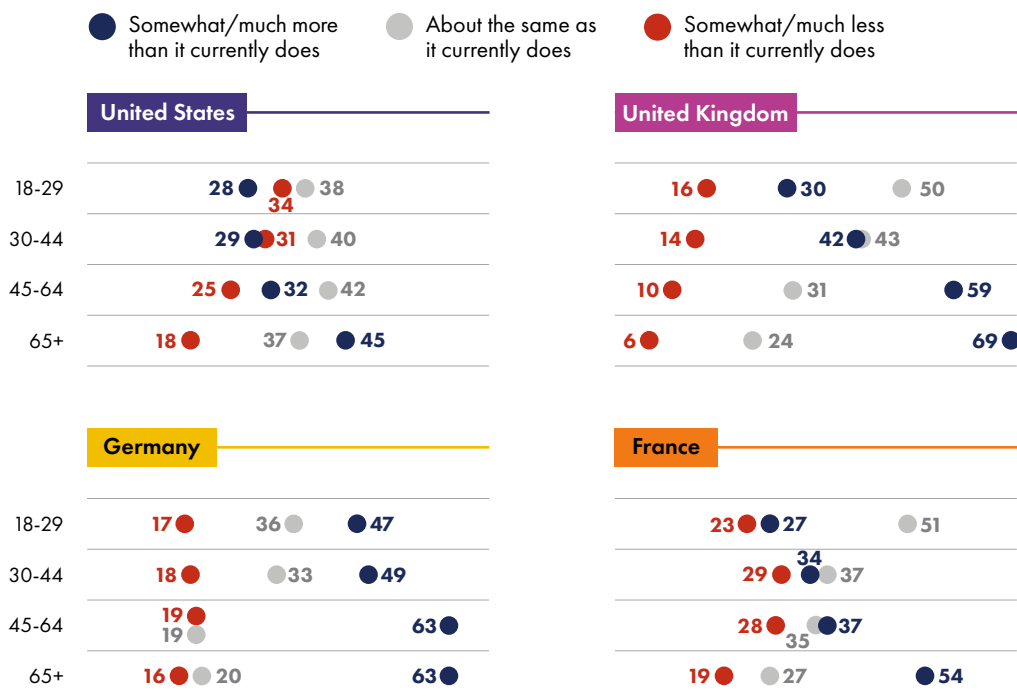 Somewhat/much more
than it currently does
About the same as
it currently does
Somewhat/much less
than it currently does
United States
18-29 28 34 38
30-44 29 31 40
45-64 25 32 42
65+ 18 37 45
United Kingdom
16 30 50
14 42 43
10 31 59
6 24 69
Germany
18-29 17 36 47
30-44 18 33 49
45-64 19 19 63
65+ 16 20 63
France
23 27 51
29 34 37
28 35 37
19 27 54